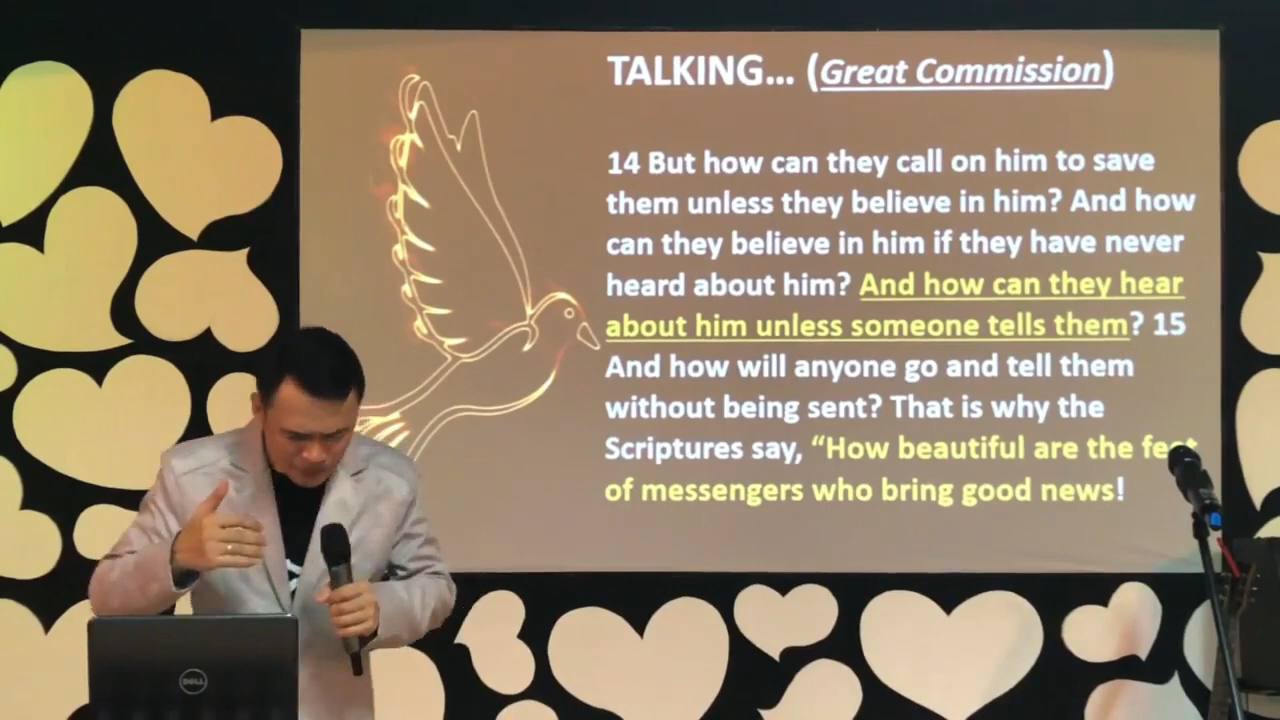 TALKING... (Great Commission)
14 But how can they call on him to save
them unless they believe in him? And how
can they believe in him if they have never
heard about him? And how can they hear
about him unless someone tells them? 15
And how will anyone go and tell them
without being sent? That is why the
Scriptures say, “How beautiful are the feet
of messengers who bring good news!
DELL